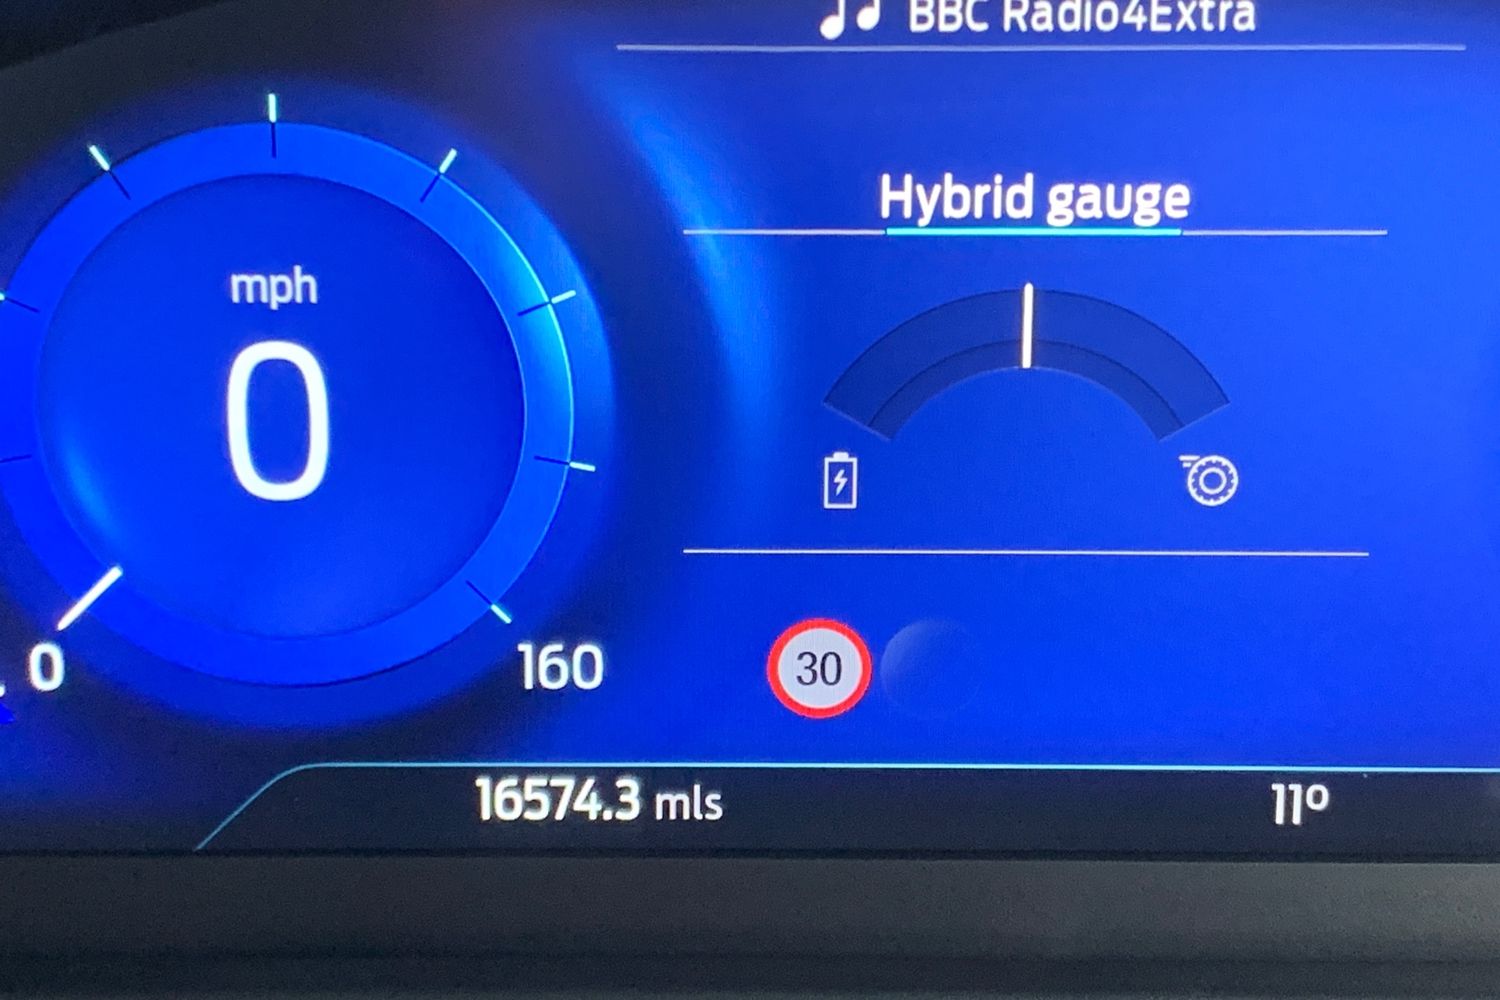 BBC Radio4Extra
Hybrid gauge
mph
0
0
160
30
16574.3 mls
11º